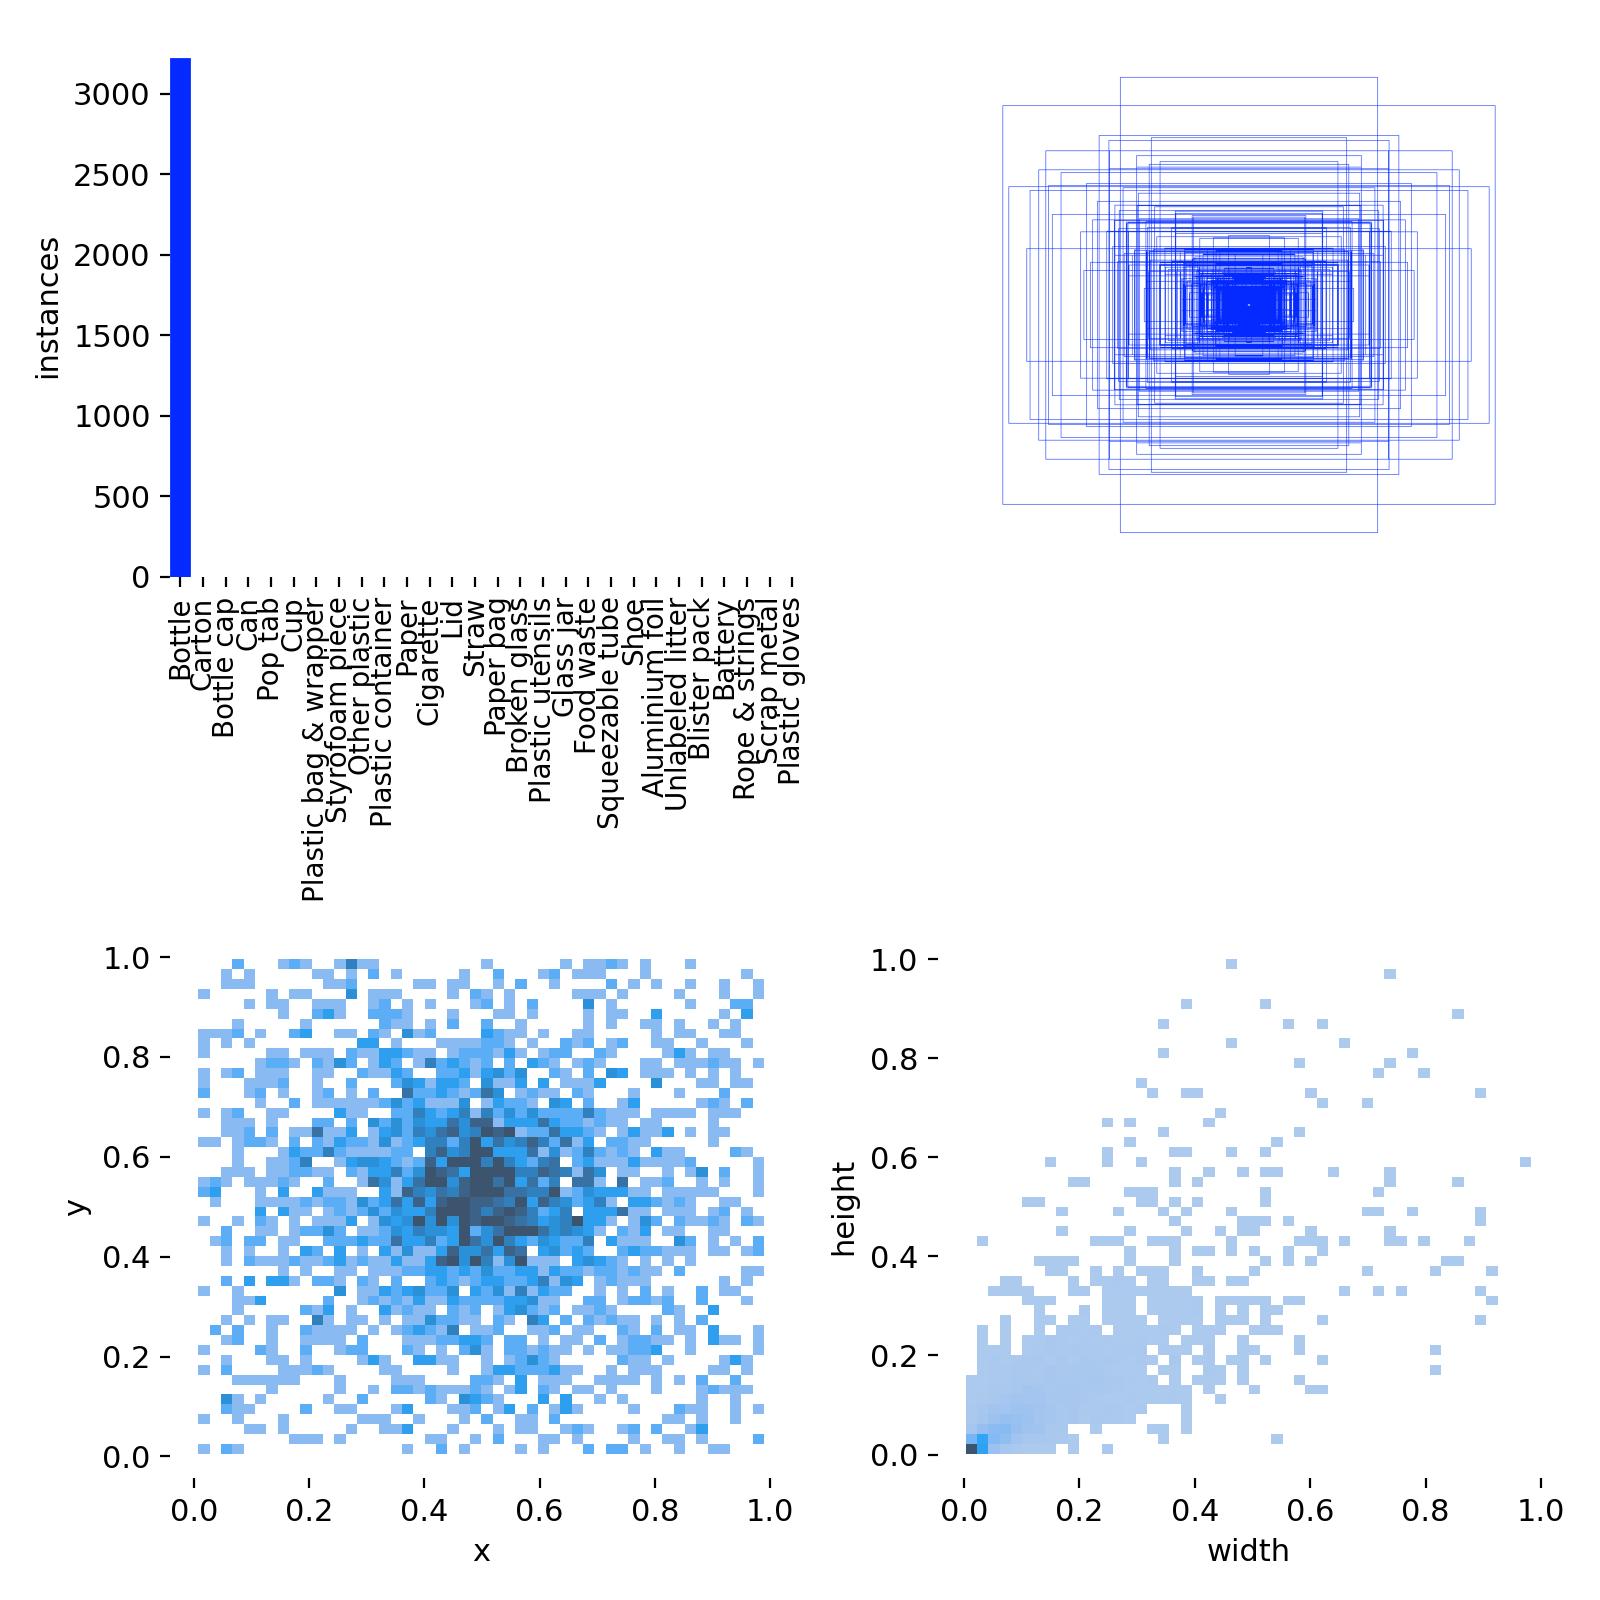 3000
2500
2000
1500
1000
500
0
instances
Bottle
Carton
Bottle cap
Can
Pop tab
Cup
Plastic bag & wrapper
Styrofoam piece
Other plastic
Plastic container
Paper
Cigarette
Lid
Straw
Paper bag
Broken glass
Plastic utensils
Glass jar
Food waste
Squeezable tube
Shoe
Aluminium foil
Unlabeled litter
Blister pack
Battery
Rope & strings
Scrap metal
Plastic gloves
1.0
0.8
0.6
0.4
0.2
0.0
y
0.0 0.2 0.4 0.6 0.8 1.0
x
1.0
0.8
0.6
0.4
0.2
0.0
height
0.0 0.2 0.4 0.6 0.8 1.0
width